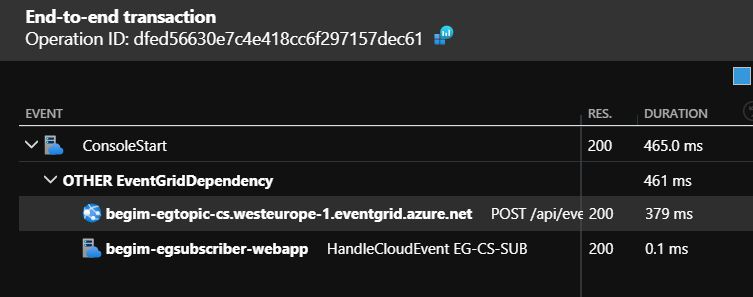 End-to-end transaction
Operation ID: dfed56630e7c4e418cc6f297157dec61
EVENT RES. DURATION
ConsoleStart 200 465.0 ms
OTHER EventGridDependency 461 ms
begim-egtopic-cs.westeurope-1.eventgrid.azure.net POST /api/eve 200 379 ms
begim-egsubscriber-webapp HandleCloudEvent EG-CS-SUB 200 0.1 ms